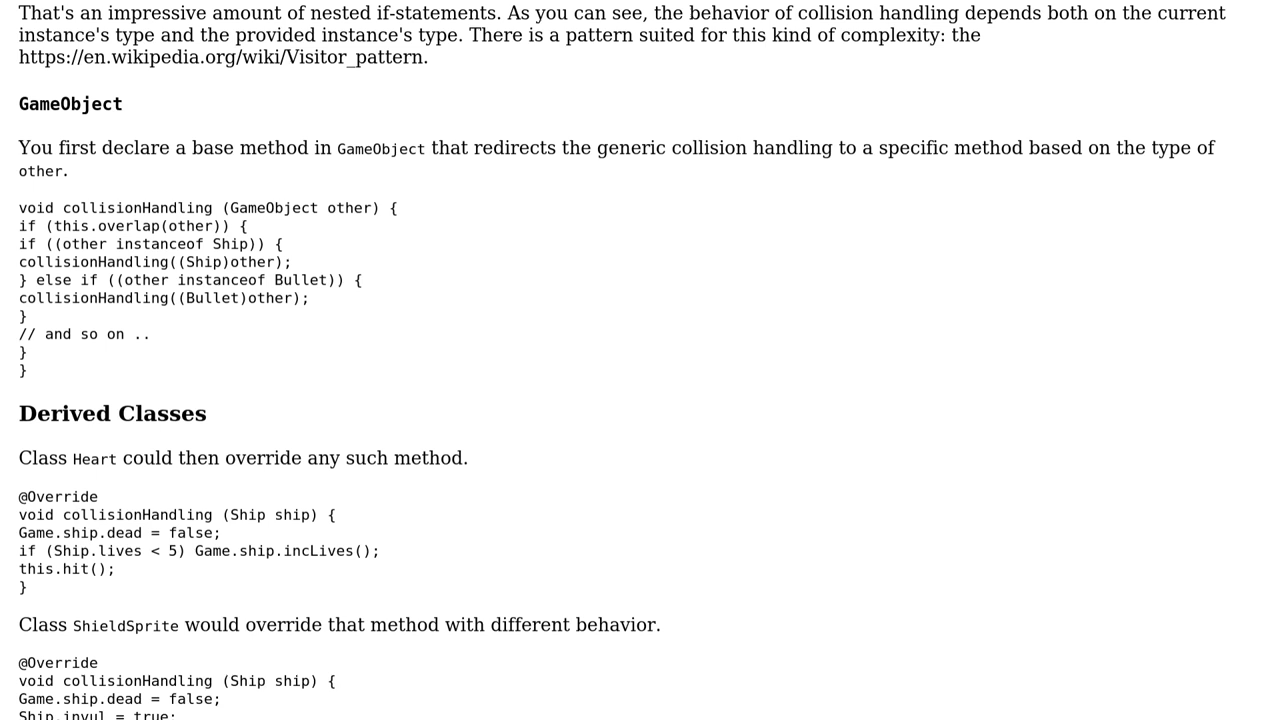 That's an impressive amount of nested if-statements. As you can see, the behavior of collision handling depends both on the current
instance's type and the provided instance's type. There is a pattern suited for this kind of complexity: the
https://en.wikipedia.org/wiki/Visitor_pattern.
GameObject
You first declare a base method in GameObject that redirects the generic collision handling to a specific method based on the type of
other.
void collisionHandling (GameObject other) {
if (this.overlap(other)) {
if ((other instanceof Ship)) {
collisionHandling((Ship)other);
} else if ((other instanceof Bullet)) {
collisionHandling((Bullet)other);
}
// and so on ..
}
}
Derived Classes
Class Heart could then override any such method.
@Override
void collisionHandling (Ship ship) {
Game.ship.dead = false;
if (Ship.lives < 5) Game.ship.incLives();
this.hit();
}
Class ShieldSprite would override that method with different behavior.
@Override
void collisionHandling (Ship ship) {
Game.ship.dead = false;
Ship.invul = true;